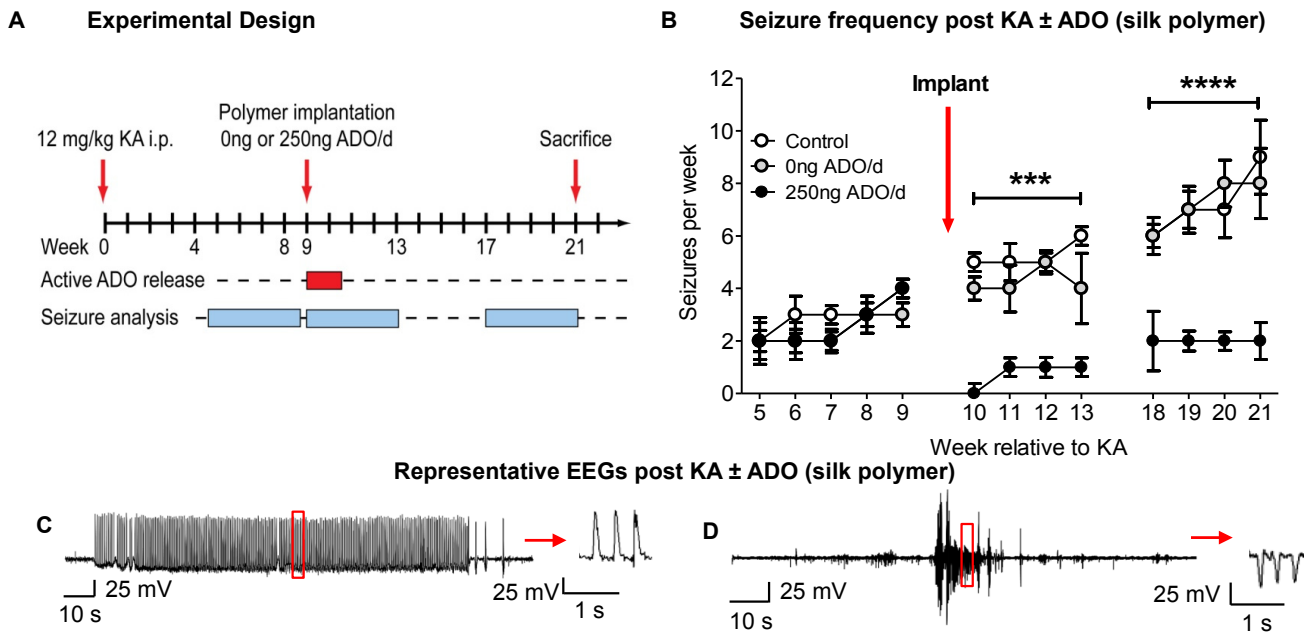 A Experimental Design
12 mg/kg KA i.p.
Polymer implantation
0ng or 250ng ADO/d
Sacrifice
Week 0 4 8 9 13 17 21
Active ADO release
Seizure analysis
B Seizure frequency post KA ± ADO (silk polymer)
Seizures per week
12
10
8
6
4
2
0
Implant
Control
0ng ADO/d
250ng ADO/d
***
****
5 6 7 8 9 10 11 12 13 18 19 20 21
Week relative to KA
Representative EEGs post KA ± ADO (silk polymer)
C
25 mV
10 s
25 mV
1 s
D
25 mV
10 s
25 mV
1 s